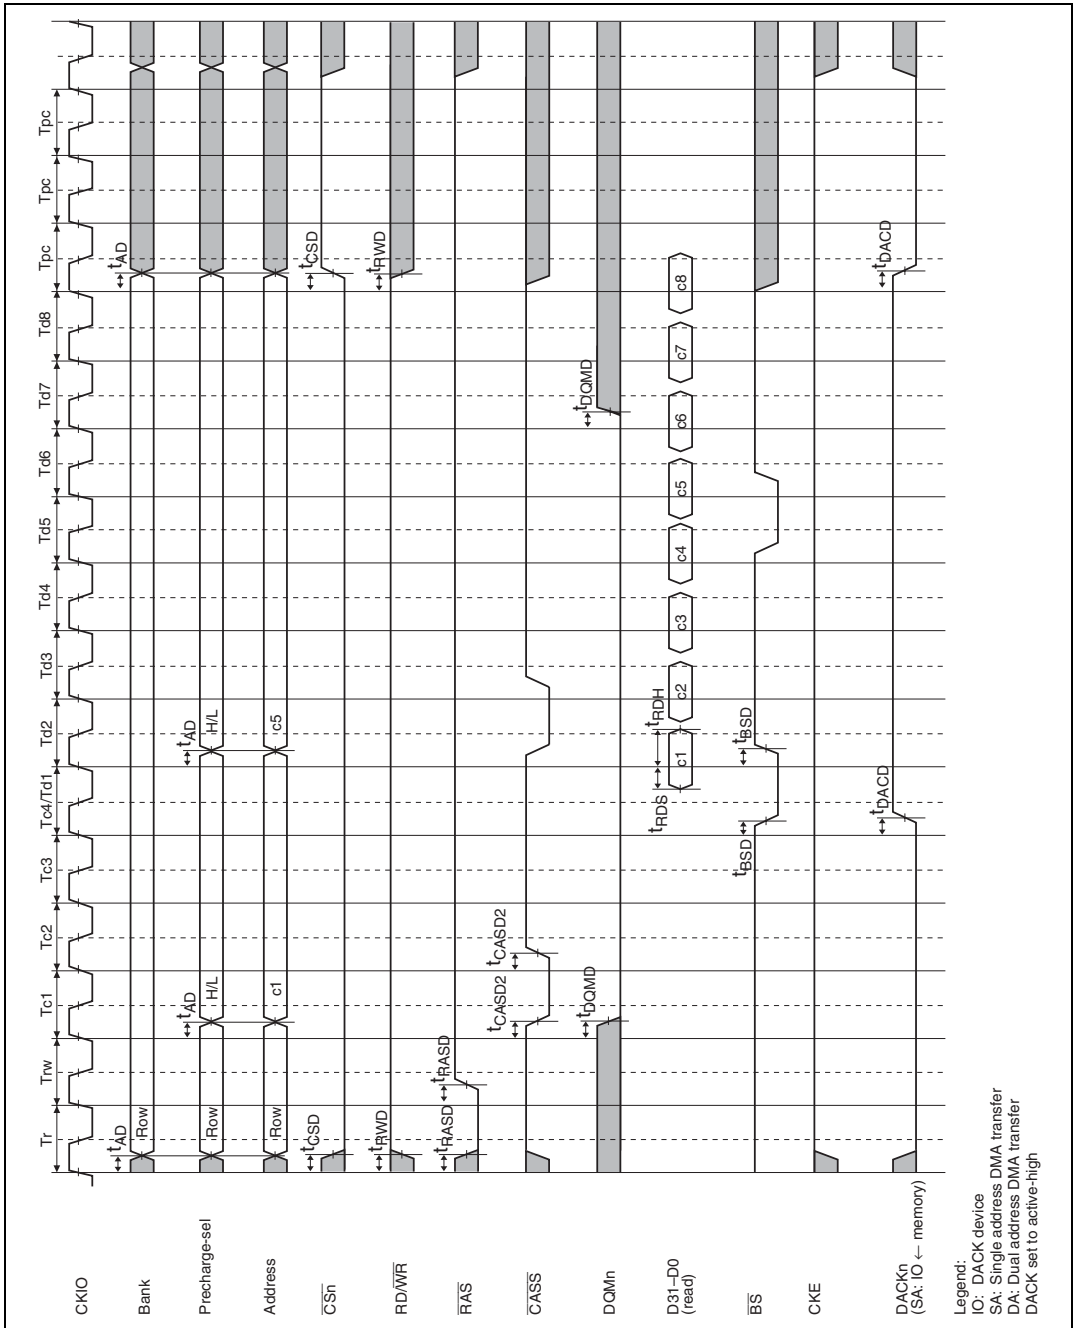 Tr Trw Tc1 Tc2 Tc3 Tc4/Td1 Td2 Td3 Td4 Td5 Td6 Td7 Td8 Tpc Tpc Tpc
CKIO
tAD
Bank Row tAD
Precharge-sel Row tAD H/L tAD H/L
Address Row c1 c5
tCSD tCSD
CSn
tRWD tRWD
RD/WR
tRASD tRASD
RAS
tCASD2 tCASD2
CASS
tDQMD tDQMD
DQMn
tRDS tRDH
D31–D0 c1 c2 c3 c4 c5 c6 c7 c8
(read)
tBSD tBSD
BS
CKE
tDACD tDACD
DACKn
(SA: IO ← memory)
Legend:
IO: DACK device
SA: Single address DMA transfer
DA: Dual address DMA transfer
DACK set to active-high